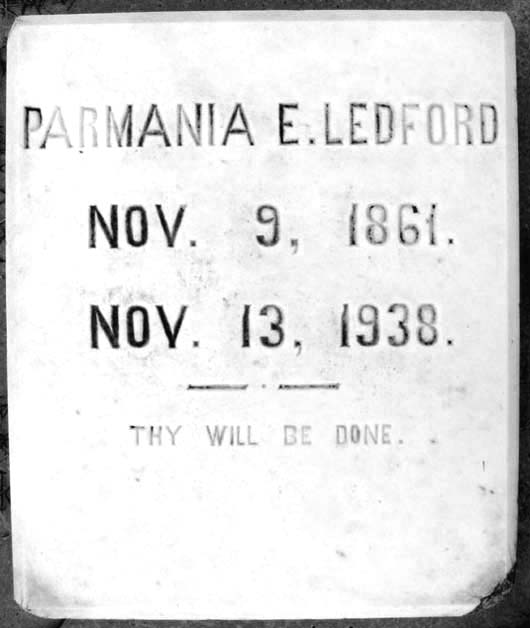 PARMANIA E. LEDFORD
NOV. 9, 1861.
NOV. 13, 1938.
THY WILL BE DONE.